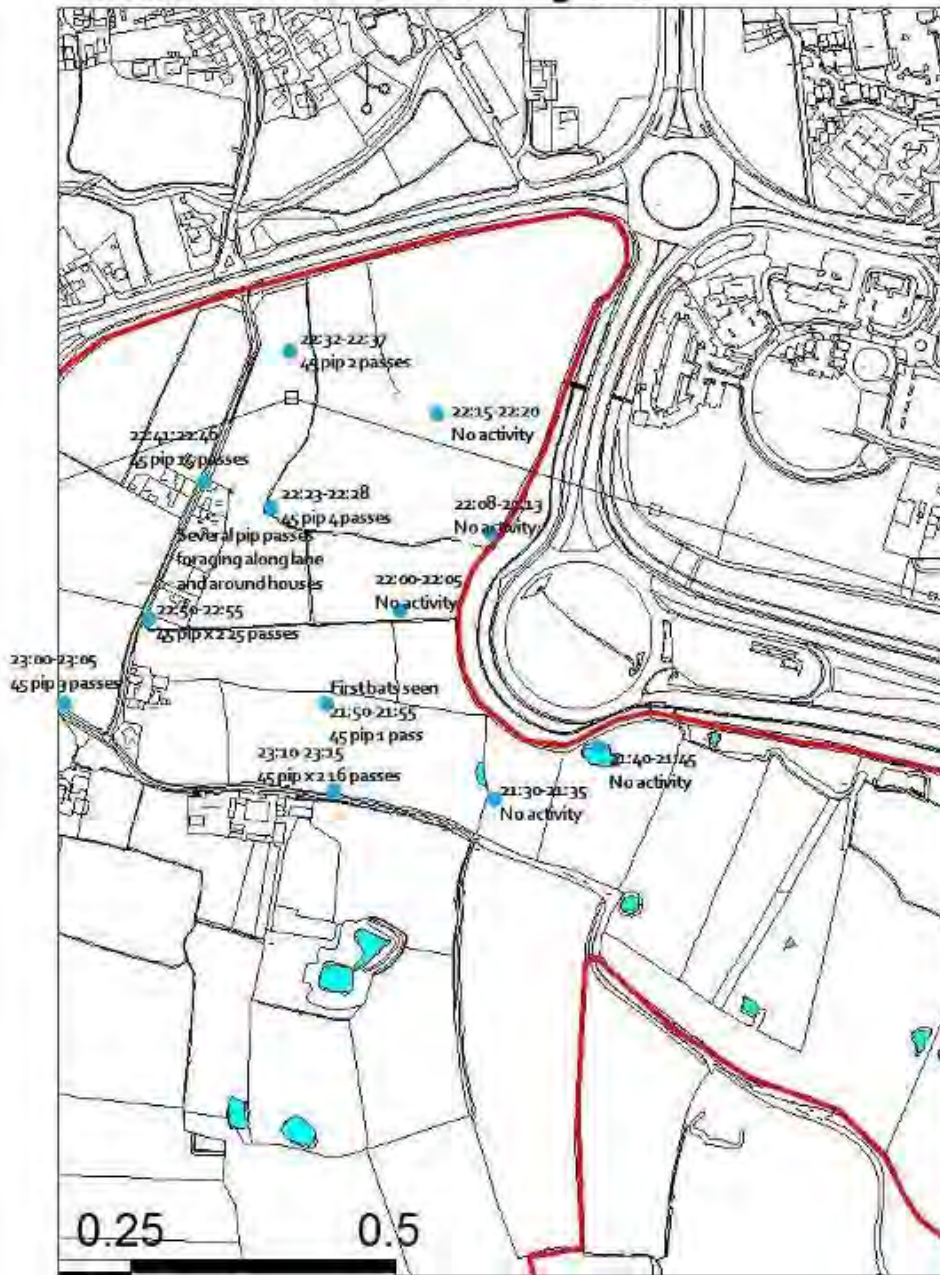 22:32-22:37
45 pip 2 passes
22:15-22:20
No activity
22:41:22:46
45 pip passes
22:23-22:28
45 pip 4 passes
22:08-22:13
No activity
Several pip passes
foraging along lane
and around houses
22:00-22:05
No activity
22:50-22:55
45 pip x 2 25 passes
23:00-23:05
45 pip 3 passes
First bats seen
21:50-21:55
45 pip 1 pass
23:10-23:15
45 pip x 2 16 passes
21:40-21:45
No activity
21:30-21:35
No activity
0.25 0.5